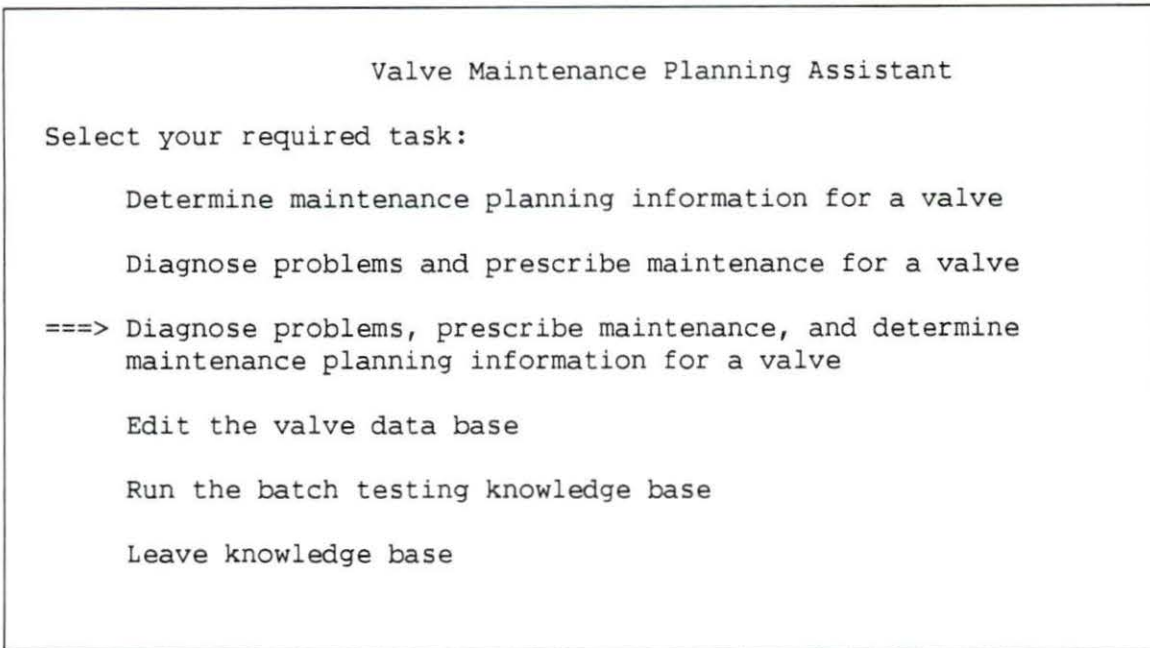 Valve Maintenance Planning Assistant
Select your required task:
Determine maintenance planning information for a valve
Diagnose problems and prescribe maintenance for a valve
===> Diagnose problems, prescribe maintenance, and determine
maintenance planning information for a valve
Edit the valve data base
Run the batch testing knowledge base
Leave knowledge base